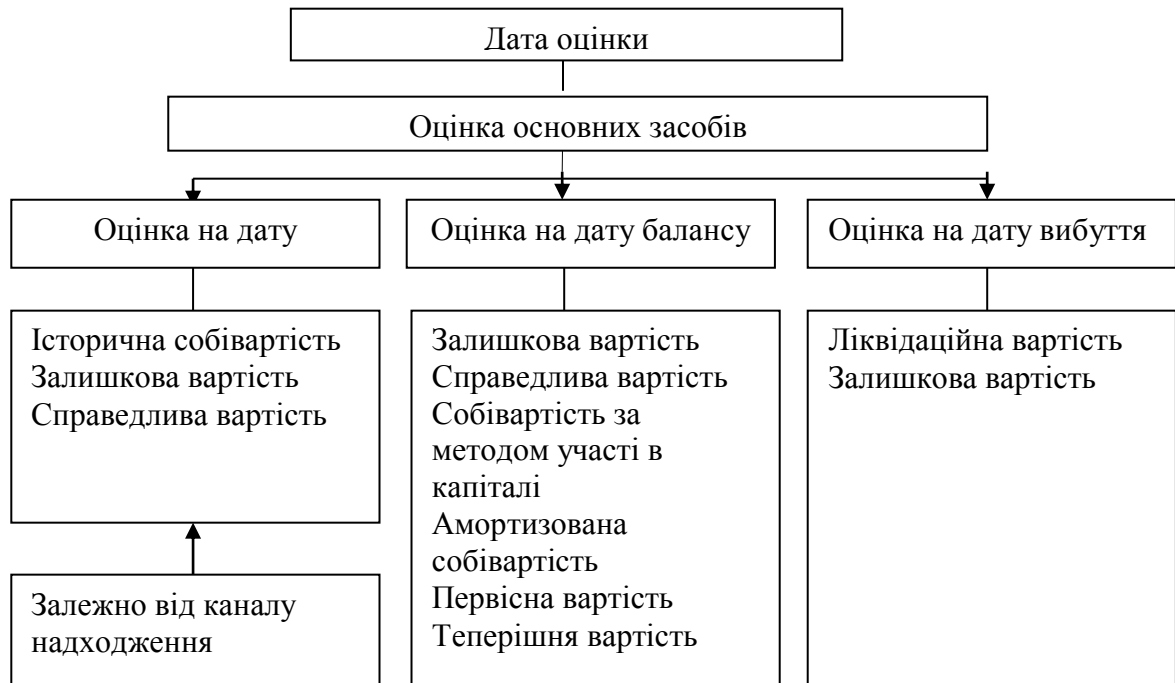 Дата оцінки
Оцінка основних засобів
Оцінка на дату
Оцінка на дату балансу
Оцінка на дату вибуття
Історична собівартість
Залишкова вартість
Справедлива вартість
Залежно від каналу
надходження
Залишкова вартість
Справедлива вартість
Собівартість за
методом участі в
капіталі
Амортизована
собівартість
Первісна вартість
Теперішня вартість
Ліквідаційна вартість
Залишкова вартість